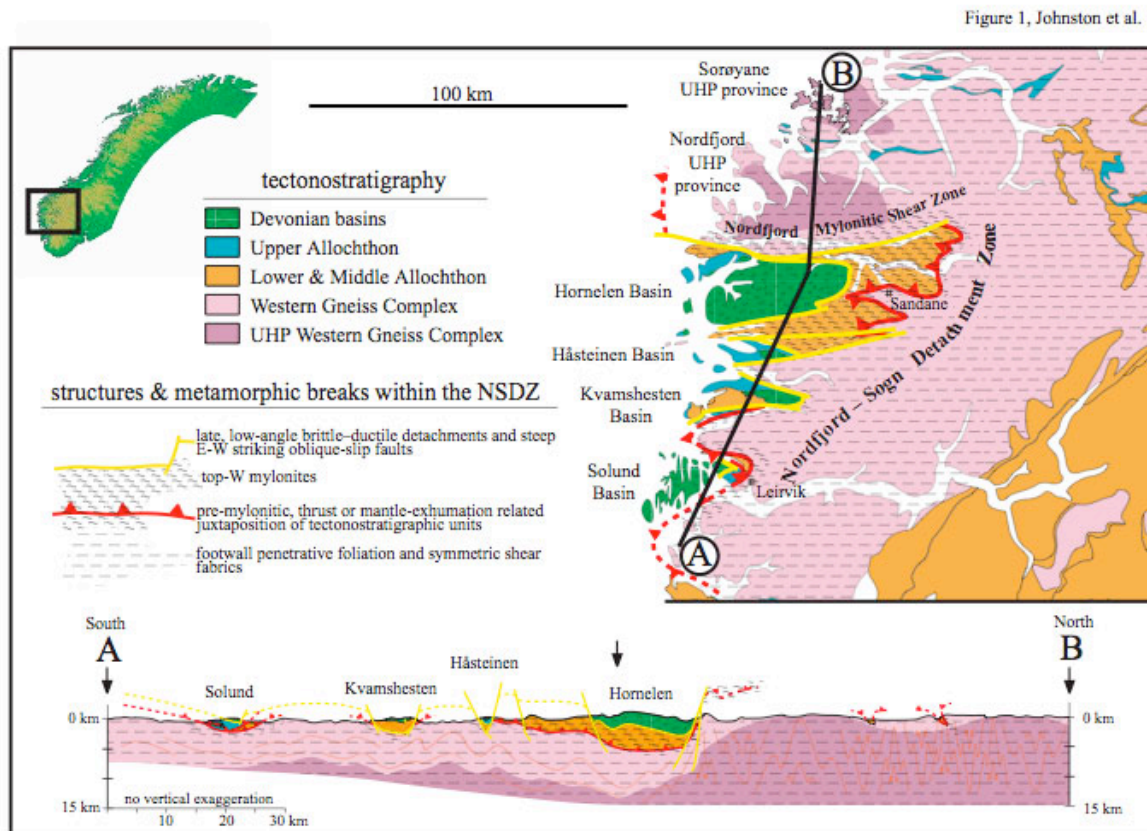 Figure 1, Johnston et al.
100 km
tectonostratigraphy
Devonian basins
Upper Allochthon
Lower & Middle Allochthon
Western Gneiss Complex
UHP Western Gneiss Complex
structures & metamorphic breaks within the NSDZ
late, low-angle brittle–ductile detachments and steep
E-W striking oblique-slip faults
top-W mylonites
pre-mylonitic, thrust or mantle-exhumation related
juxtaposition of tectonostratigraphic units
footwall penetrative foliation and symmetric shear
fabrics
Sorøyane
UHP province
B
Nordfjord
UHP
province
Nordfjord Mylonitic Shear Zone
Hornelen Basin
Sandane
Håsteinen Basin
Kvamshesten
Basin
Nordfjord – Sogn Detachment Zone
Solund
Basin
Leirvik
A
South
A
Solund
Kvamshesten
Håsteinen
Hornelen
North
B
0 km
0 km
15 km
15 km
no vertical exaggeration
10 20 30 km